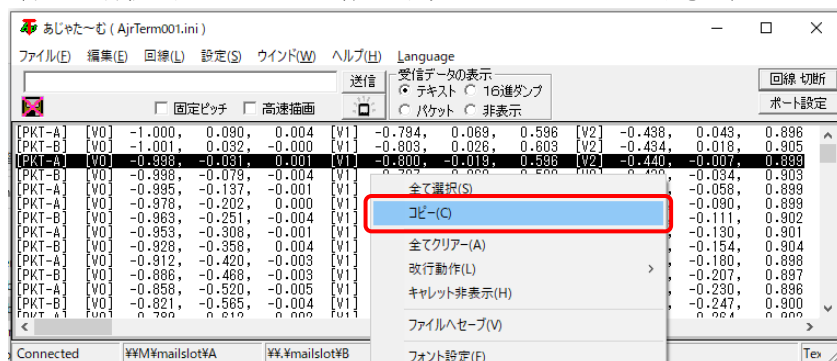 あじゃた～む ( AjrTerm001.ini )
ファイル(F) 編集(E) 回線(L) 設定(S) ウインド(W) ヘルプ(H) Language
送信 受信データの表示 回線 切断
テキスト 16進ダンプ
固定ピッチ 高速描画 パケット 非表示 ポート設定
[PKT-A] [V0] -1.000, 0.090, 0.004 [V1] -0.794, 0.069, 0.596 [V2] -0.438, 0.043, 0.896
[PKT-B] [V0] -1.001, 0.032, -0.000 [V1] -0.803, 0.026, 0.603 [V2] -0.434, 0.018, 0.905
[PKT-A] [V0] -0.998, -0.031, 0.001 [V1] -0.800, -0.019, 0.596 [V2] -0.440, -0.007, 0.899
[PKT-B] [V0] -0.998, -0.079, -0.004 [V1] -0.034, 0.903
[PKT-A] [V0] -0.995, -0.137, -0.001 [V1] 全て選択(S) -0.058, 0.899
[PKT-A] [V0] -0.978, -0.202, 0.000 [V1] -0.090, 0.899
[PKT-B] [V0] -0.963, -0.251, -0.004 [V1] コピー(C) -0.111, 0.902
[PKT-A] [V0] -0.953, -0.308, -0.001 [V1] -0.130, 0.901
[PKT-B] [V0] -0.928, -0.358, 0.004 [V1] 全てクリアー(A) -0.154, 0.904
[PKT-A] [V0] -0.912, -0.420, -0.003 [V1] -0.180, 0.898
[PKT-B] [V0] -0.886, -0.468, -0.003 [V1] 改行動作(L) -0.207, 0.897
[PKT-B] [V0] -0.858, -0.520, -0.005 [V1] キャレット非表示(H) -0.230, 0.896
[PKT-B] [V0] -0.821, -0.565, -0.004 [V1] -0.247, 0.900
ファイルへセーブ(V)
Connected ¥¥M¥mailslot¥A ¥¥.¥mailslot¥B フォント設定(F)